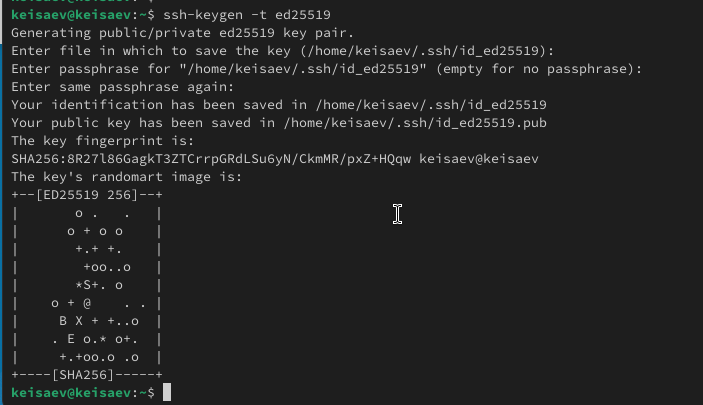 keisaev@keisaev:~$ ssh-keygen -t ed25519
Generating public/private ed25519 key pair.
Enter file in which to save the key (/home/keisaev/.ssh/id_ed25519):
Enter passphrase for "/home/keisaev/.ssh/id_ed25519" (empty for no passphrase):
Enter same passphrase again:
Your identification has been saved in /home/keisaev/.ssh/id_ed25519
Your public key has been saved in /home/keisaev/.ssh/id_ed25519.pub
The key fingerprint is:
SHA256:8R27l86GagkT3ZTCrrpGRdLSu6yN/CkmMR/pxZ+HQqw keisaev@keisaev
The key's randomart image is:
+--[ED25519 256]--+
|       o .   .   |
|      o + o o    |
|       +.+ +.    |
|        +oo..o   |
|       *S+. o    |
|    o + @    . . |
|     B X + +..o  |
|    . E o.* o+.  |
|     +.+oo.o .o  |
+----[SHA256]-----+
keisaev@keisaev:~$